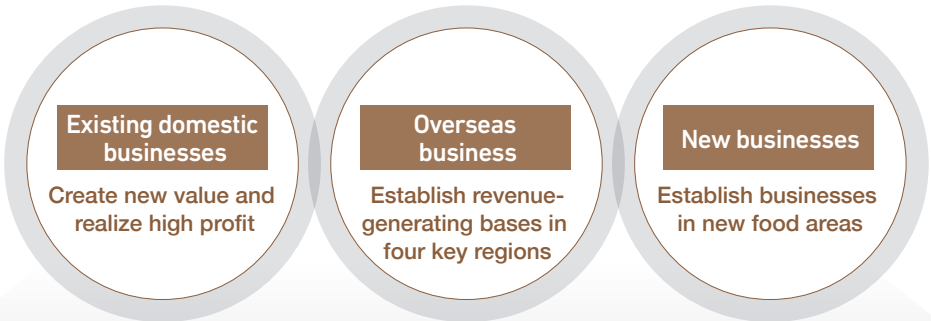 Existing domestic
businesses
Create new value and
realize high profit
Overseas
business
Establish revenue-
generating bases in
four key regions
New businesses
Establish businesses
in new food areas